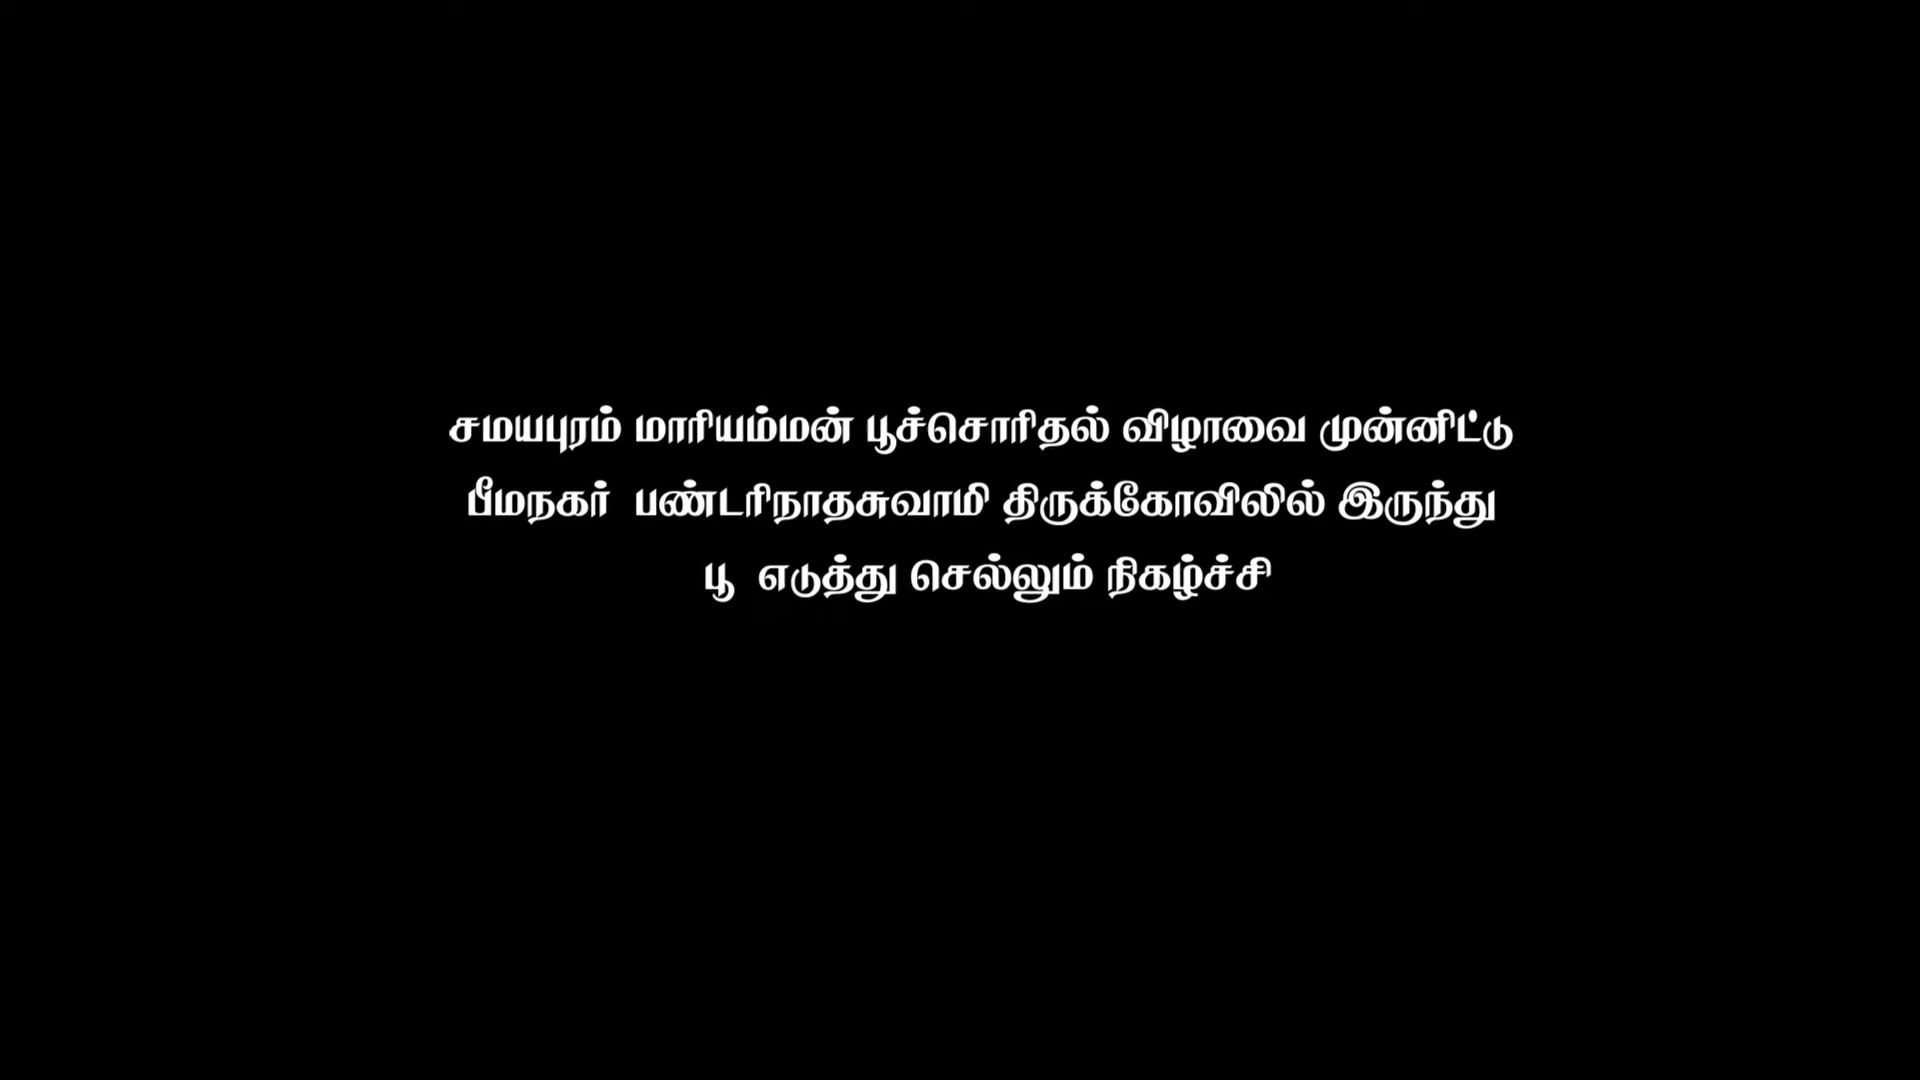 சமயபுரம் மாரியம்மன் பூச்சொரிதல் விழாவை முன்னிட்டு
பீமநகர் பண்டரிநாதசுவாமி திருக்கோவிலில் இருந்து
பூ எடுத்து செல்லும் நிகழ்ச்சி